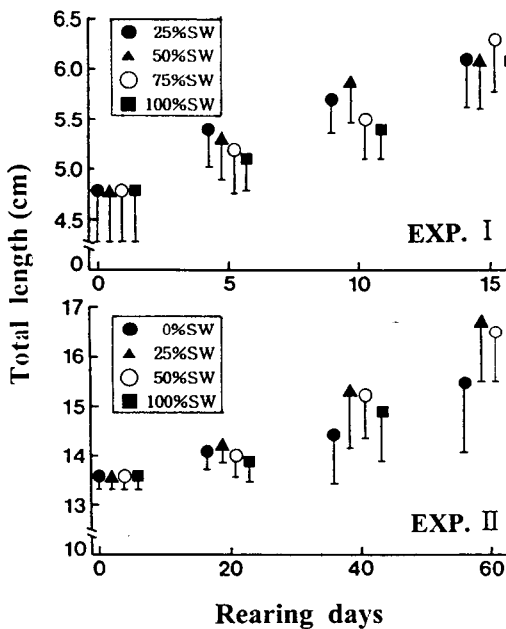 25%SW
50%SW
75%SW
100%SW
6.5
6.0
5.5
5.0
4.5
0
EXP. I
0 5 10 15
Total length (cm)
0%SW
25%SW
50%SW
100%SW
17
16
15
14
13
10
EXP. II
0 20 40 60
Rearing days